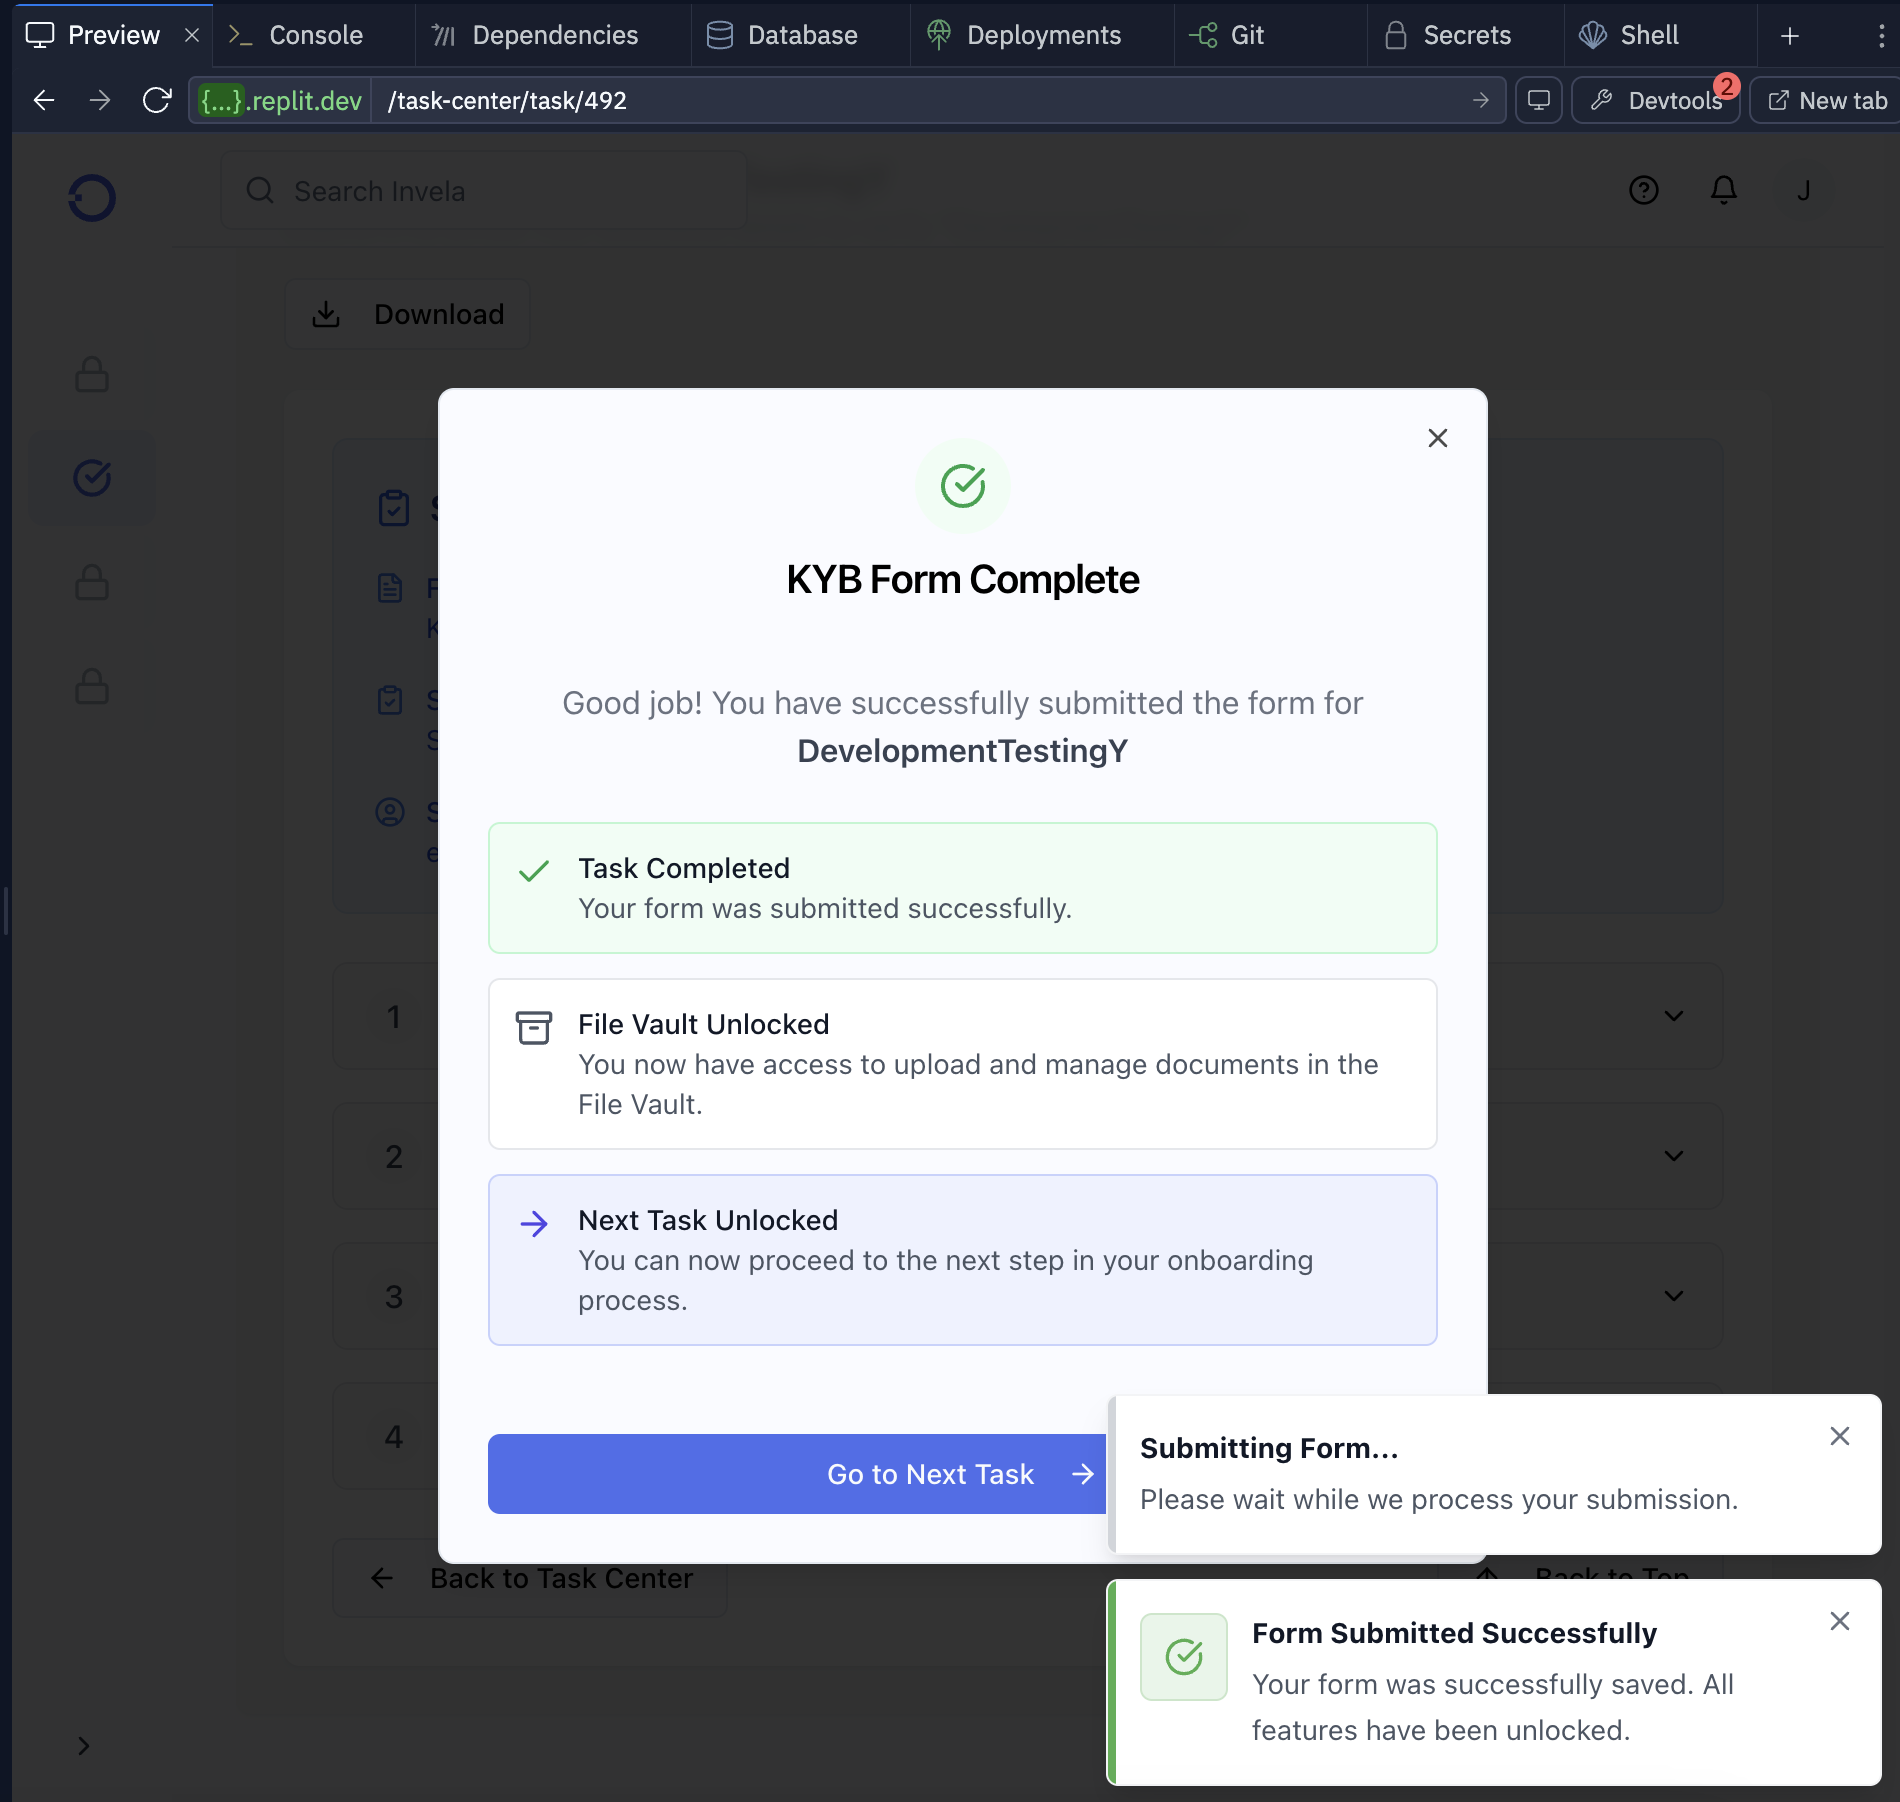 Preview
Console
Dependencies
Database
Deployments
Git
Secrets
Shell
{...}.replit.dev
/task-center/task/492
Devtools
2
New tab
Search Invela
J
Download
KYB Form Complete
Good job! You have successfully submitted the form for
DevelopmentTestingY
Task Completed
Your form was submitted successfully.
File Vault Unlocked
You now have access to upload and manage documents in the
File Vault.
Next Task Unlocked
You can now proceed to the next step in your onboarding
process.
1
2
3
4
Go to Next Task
Submitting Form...
Please wait while we process your submission.
Back to Task Center
Back to Top
Form Submitted Successfully
Your form was successfully saved. All
features have been unlocked.